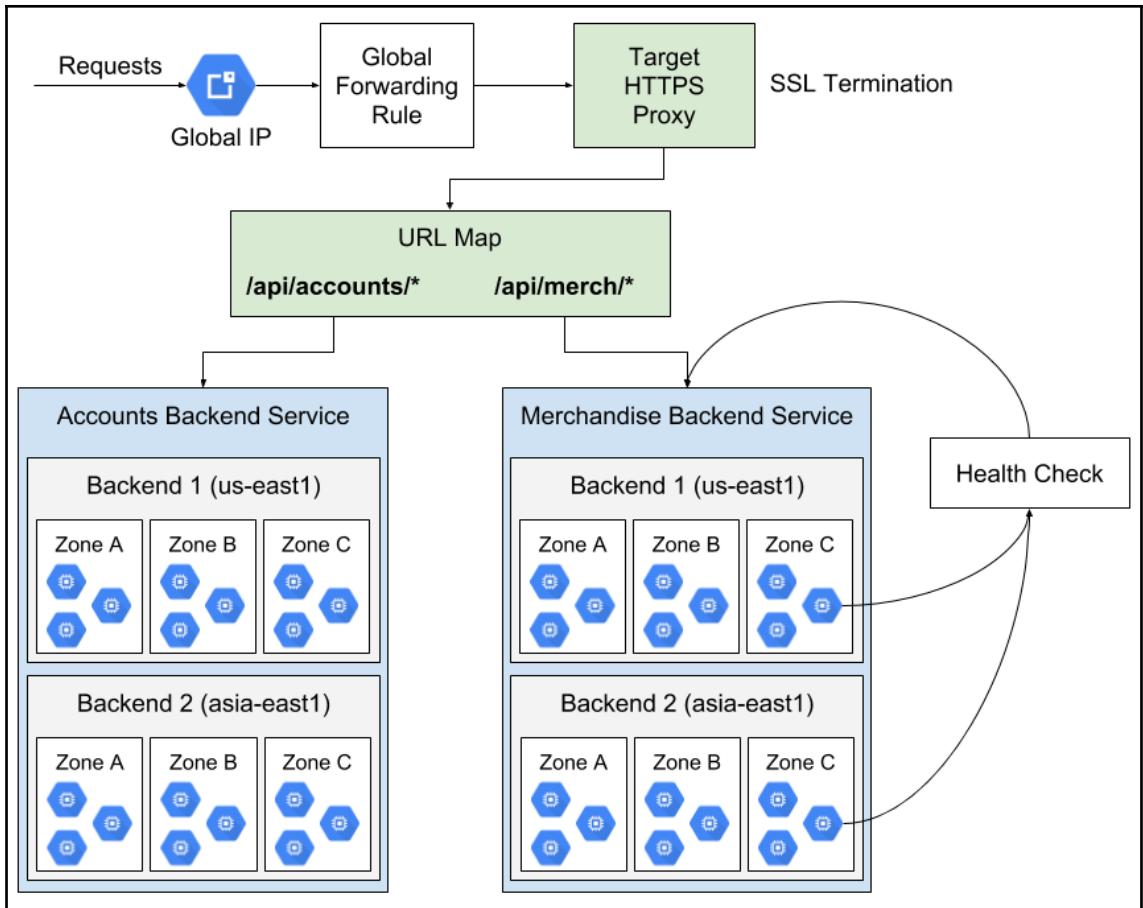 Requests
Global IP
Global
Forwarding
Rule
Target
HTTPS
Proxy
SSL Termination
URL Map
/api/accounts/*
/api/merch/*
Accounts Backend Service
Backend 1 (us-east1)
Zone A
Zone B
Zone C
Backend 2 (asia-east1)
Zone A
Zone B
Zone C
Merchandise Backend Service
Backend 1 (us-east1)
Zone A
Zone B
Zone C
Backend 2 (asia-east1)
Zone A
Zone B
Zone C
Health Check